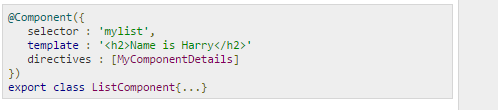 @Component({
selector : 'mylist',
template : '<h2>Name is Harry</h2>'
directives : [MyComponentDetails]
})
export class ListComponent{...}